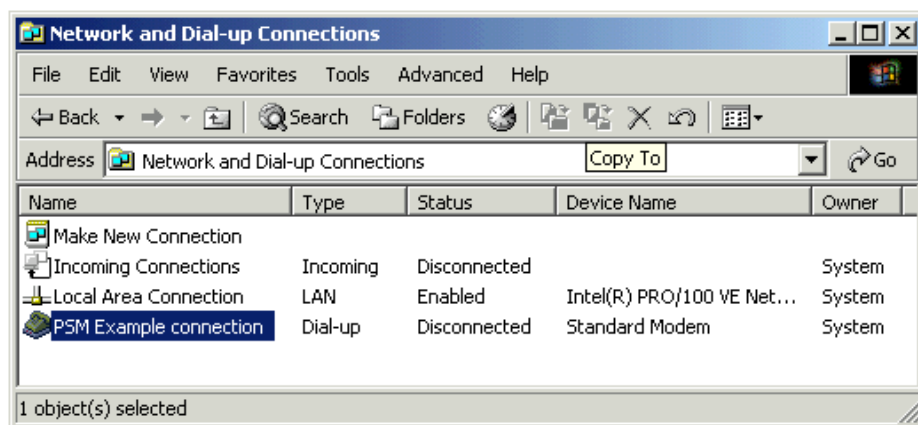 Network and Dial-up Connections
File Edit View Favorites Tools Advanced Help
Back Search Folders
Address Network and Dial-up Connections Copy To Go
Name Type Status Device Name Owner
Make New Connection
Incoming Connections Incoming Disconnected System
Local Area Connection LAN Enabled Intel(R) PRO/100 VE Net... System
PSM Example connection Dial-up Disconnected Standard Modem System
1 object(s) selected